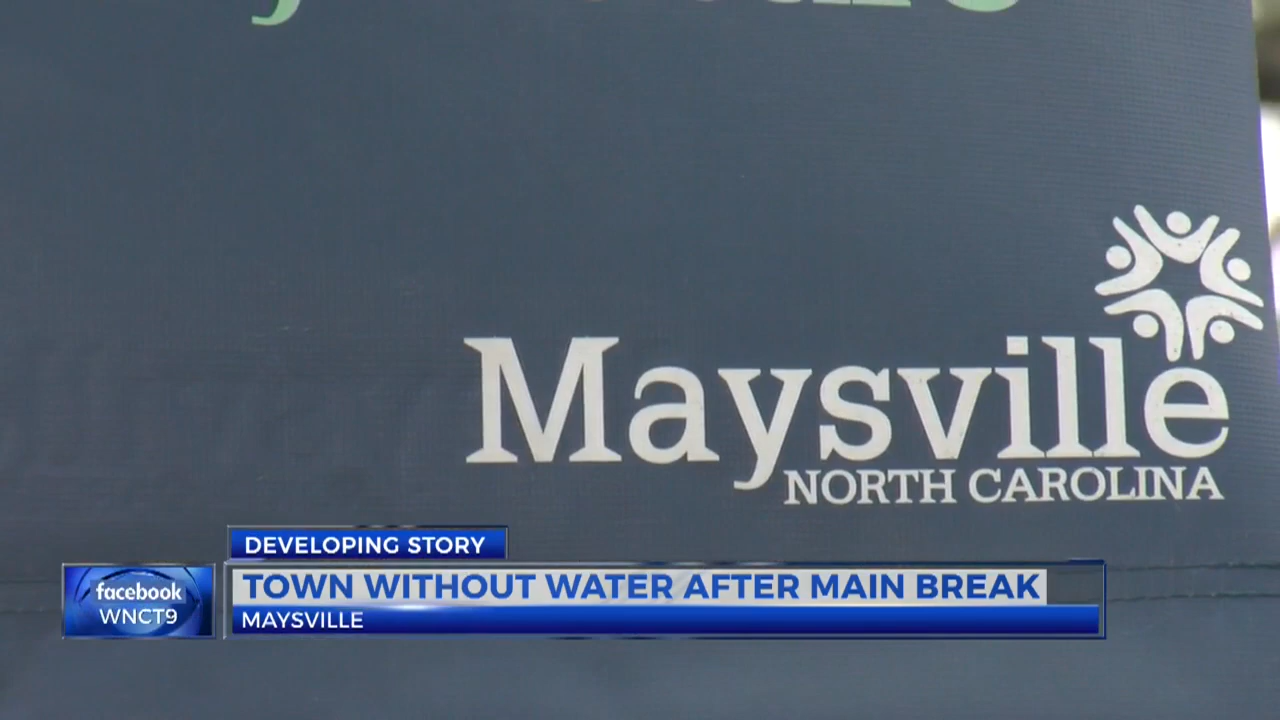 Maysville
NORTH CAROLINA
DEVELOPING STORY
facebook
WNCT9
TOWN WITHOUT WATER AFTER MAIN BREAK
MAYSVILLE